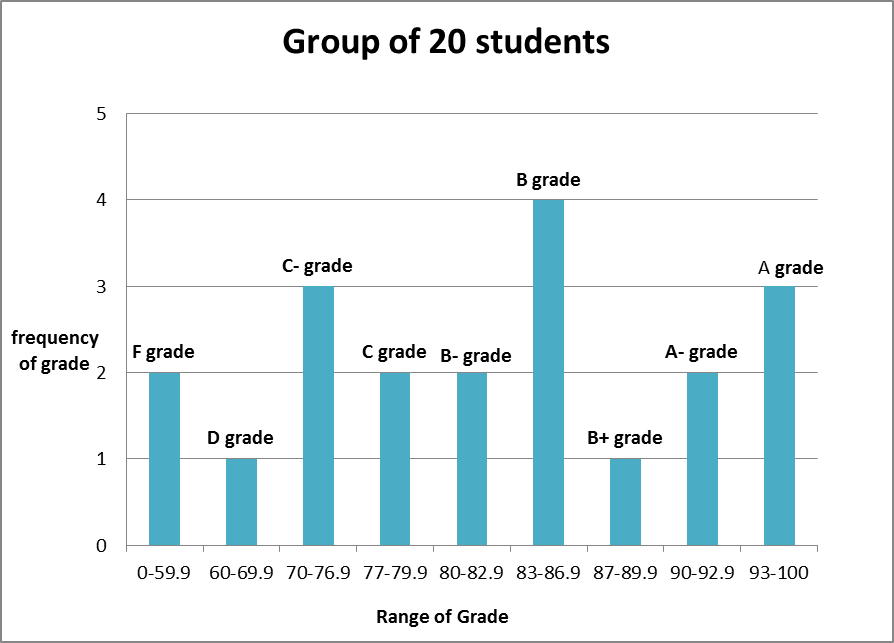 Group of 20 students
5
4
3
2
1
0
frequency
of grade
F grade
D grade
C- grade
C grade
B- grade
B grade
B+ grade
A- grade
A grade
0-59.9 60-69.9 70-76.9 77-79.9 80-82.9 83-86.9 87-89.9 90-92.9 93-100
Range of Grade